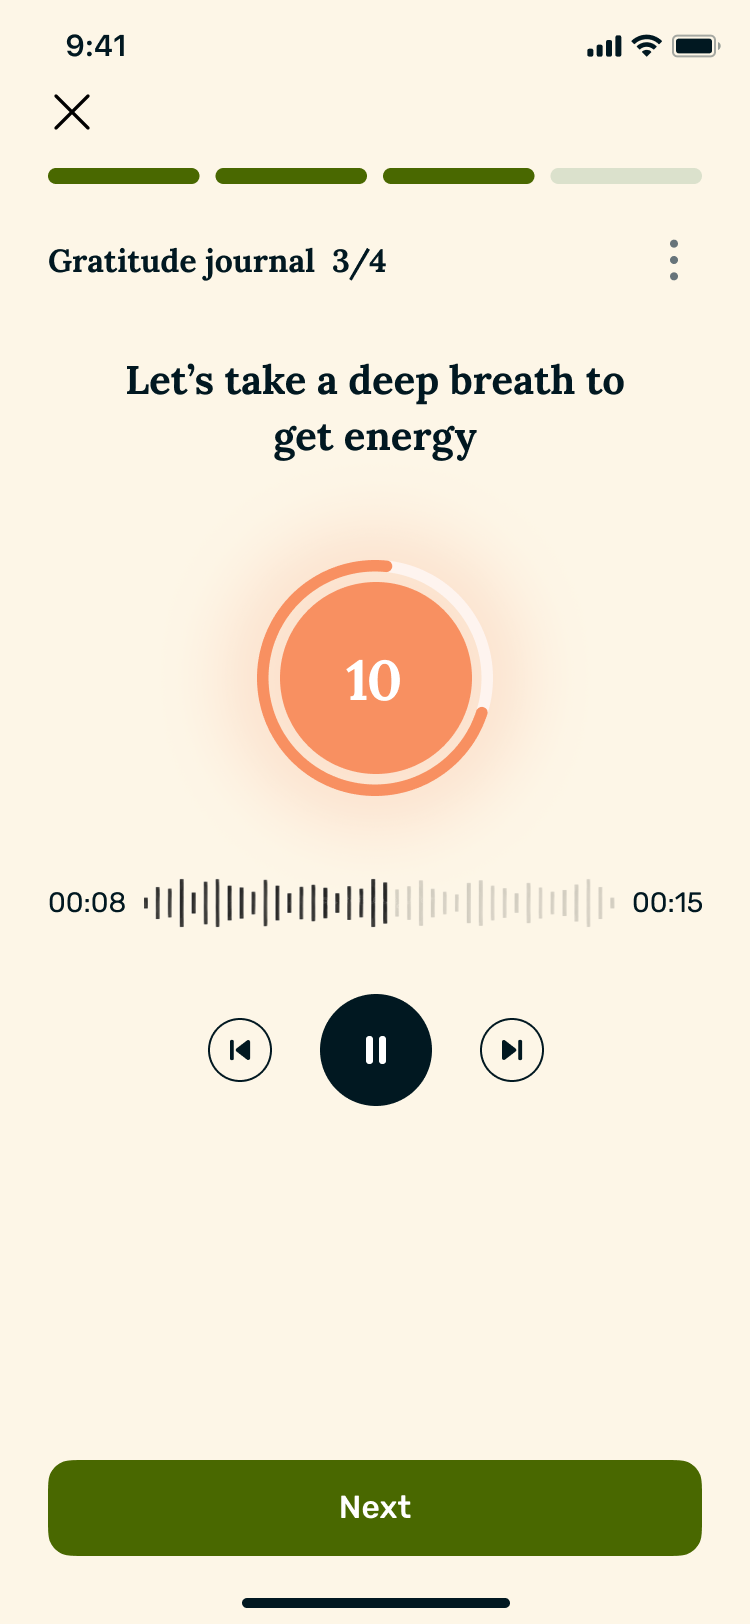 9:41
Gratitude journal 3/4
Let’s take a deep breath to
get energy
10
00:08 00:15
Next